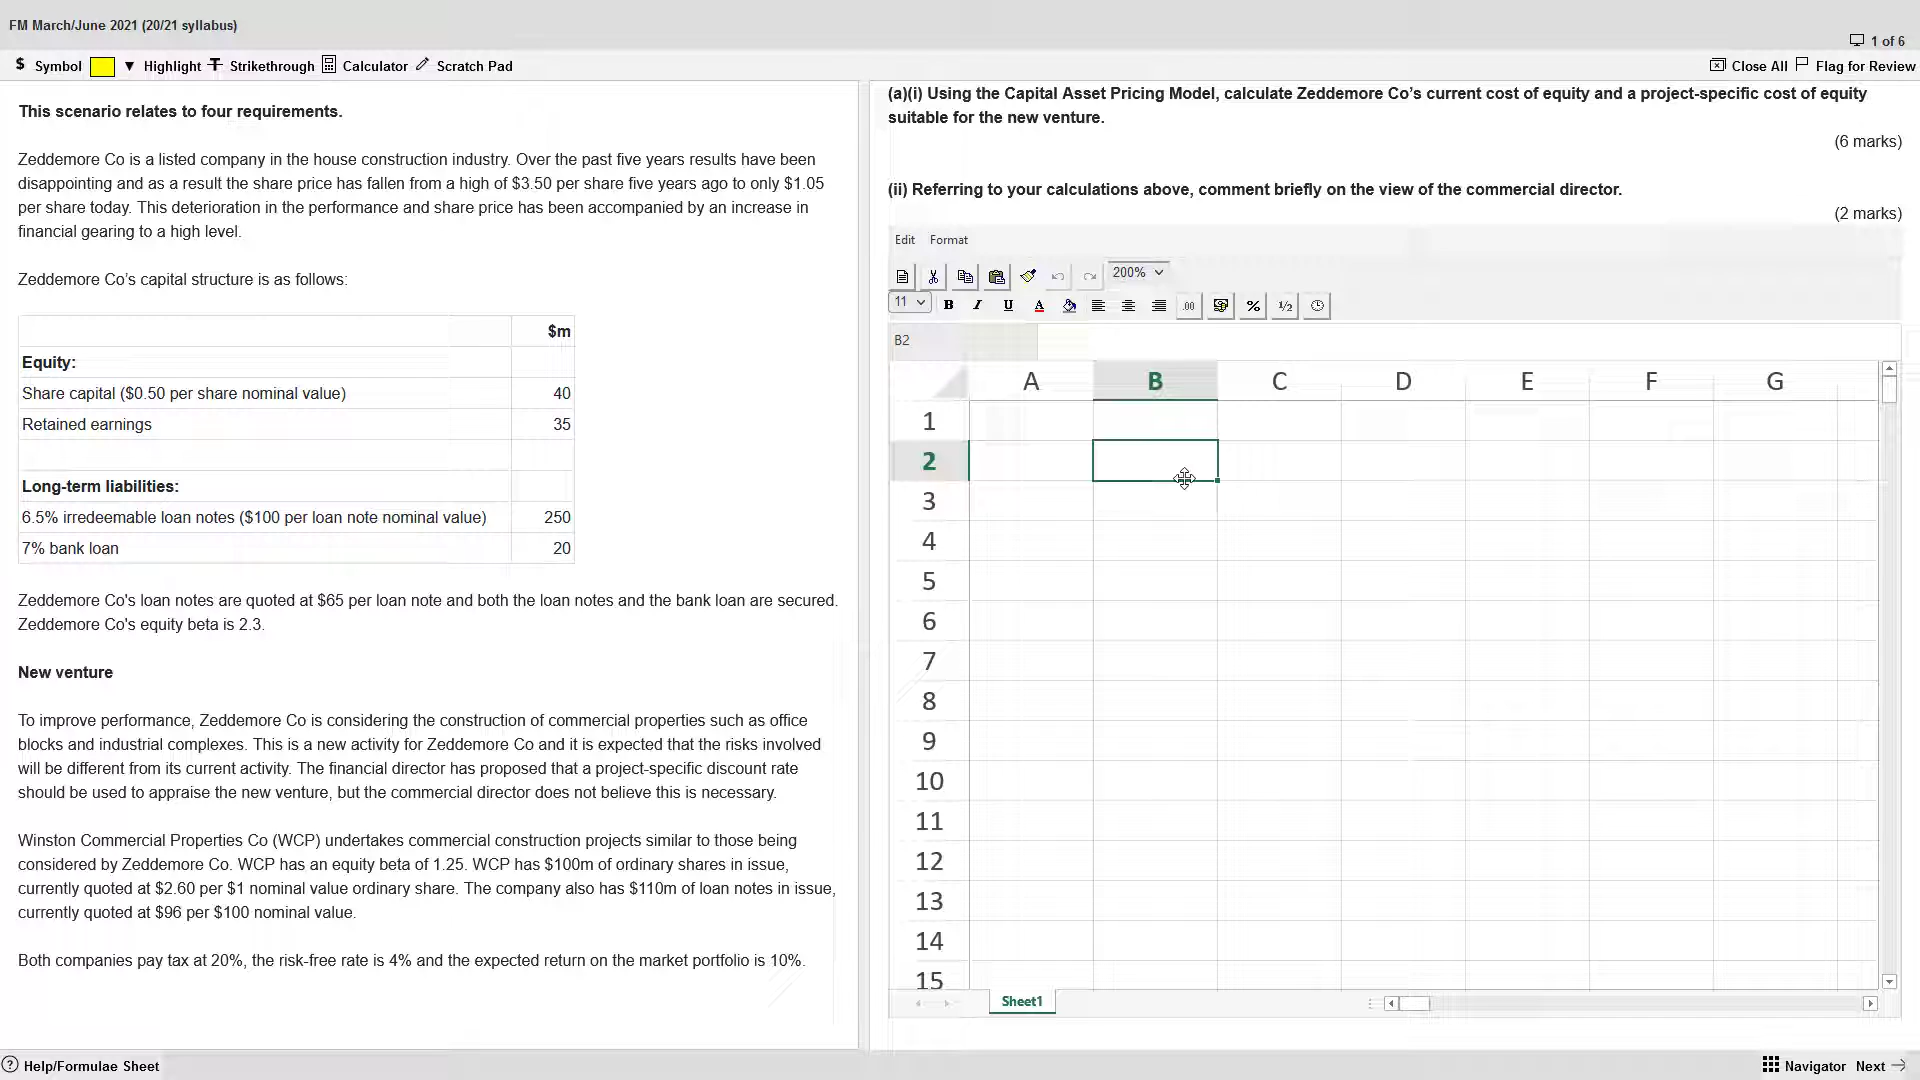 FM March/June 2021 (20/21 syllabus)
1 of 6
$ Symbol ▼ Highlight Strikethrough Calculator Scratch Pad
Close All Flag for Review
This scenario relates to four requirements.
Zeddemore Co is a listed company in the house construction industry. Over the past five years results have been
disappointing and as a result the share price has fallen from a high of $3.50 per share five years ago to only $1.05
per share today. This deterioration in the performance and share price has been accompanied by an increase in
financial gearing to a high level.
Zeddemore Co's capital structure is as follows:
$m
Equity:
Share capital ($0.50 per share nominal value) 40
Retained earnings 35
Long-term liabilities:
6.5% irredeemable loan notes ($100 per loan note nominal value) 250
7% bank loan 20
Zeddemore Co's loan notes are quoted at $65 per loan note and both the loan notes and the bank loan are secured.
Zeddemore Co's equity beta is 2.3.
New venture
To improve performance, Zeddemore Co is considering the construction of commercial properties such as office
blocks and industrial complexes. This is a new activity for Zeddemore Co and it is expected that the risks involved
will be different from its current activity. The financial director has proposed that a project-specific discount rate
should be used to appraise the new venture, but the commercial director does not believe this is necessary.
Winston Commercial Properties Co (WCP) undertakes commercial construction projects similar to those being
considered by Zeddemore Co. WCP has an equity beta of 1.25. WCP has $100m of ordinary shares in issue,
currently quoted at $2.60 per $1 nominal value ordinary share. The company also has $110m of loan notes in issue,
currently quoted at $96 per $100 nominal value.
Both companies pay tax at 20%, the risk-free rate is 4% and the expected return on the market portfolio is 10%.
(a)(i) Using the Capital Asset Pricing Model, calculate Zeddemore Co's current cost of equity and a project-specific cost of equity
suitable for the new venture.
(6 marks)
(ii) Referring to your calculations above, comment briefly on the view of the commercial director.
(2 marks)
Edit Format
200%
11 B I U A .00 % 1/2
B2
A B C D E F G
1
2
3
4
5
6
7
8
9
10
11
12
13
14
15
Sheet1
? Help/Formulae Sheet
Navigator Next